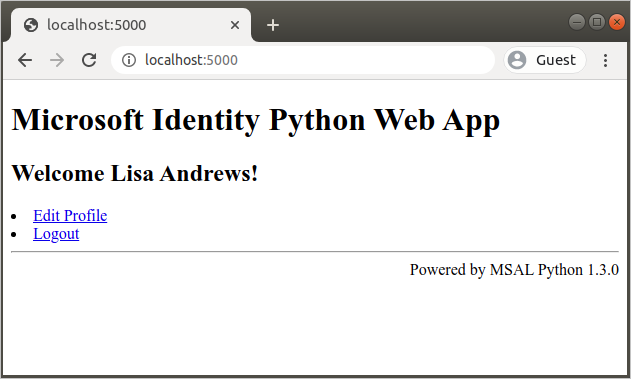 localhost:5000
localhost:5000
Guest
Microsoft Identity Python Web App
Welcome Lisa Andrews!
Edit Profile
Logout
Powered by MSAL Python 1.3.0